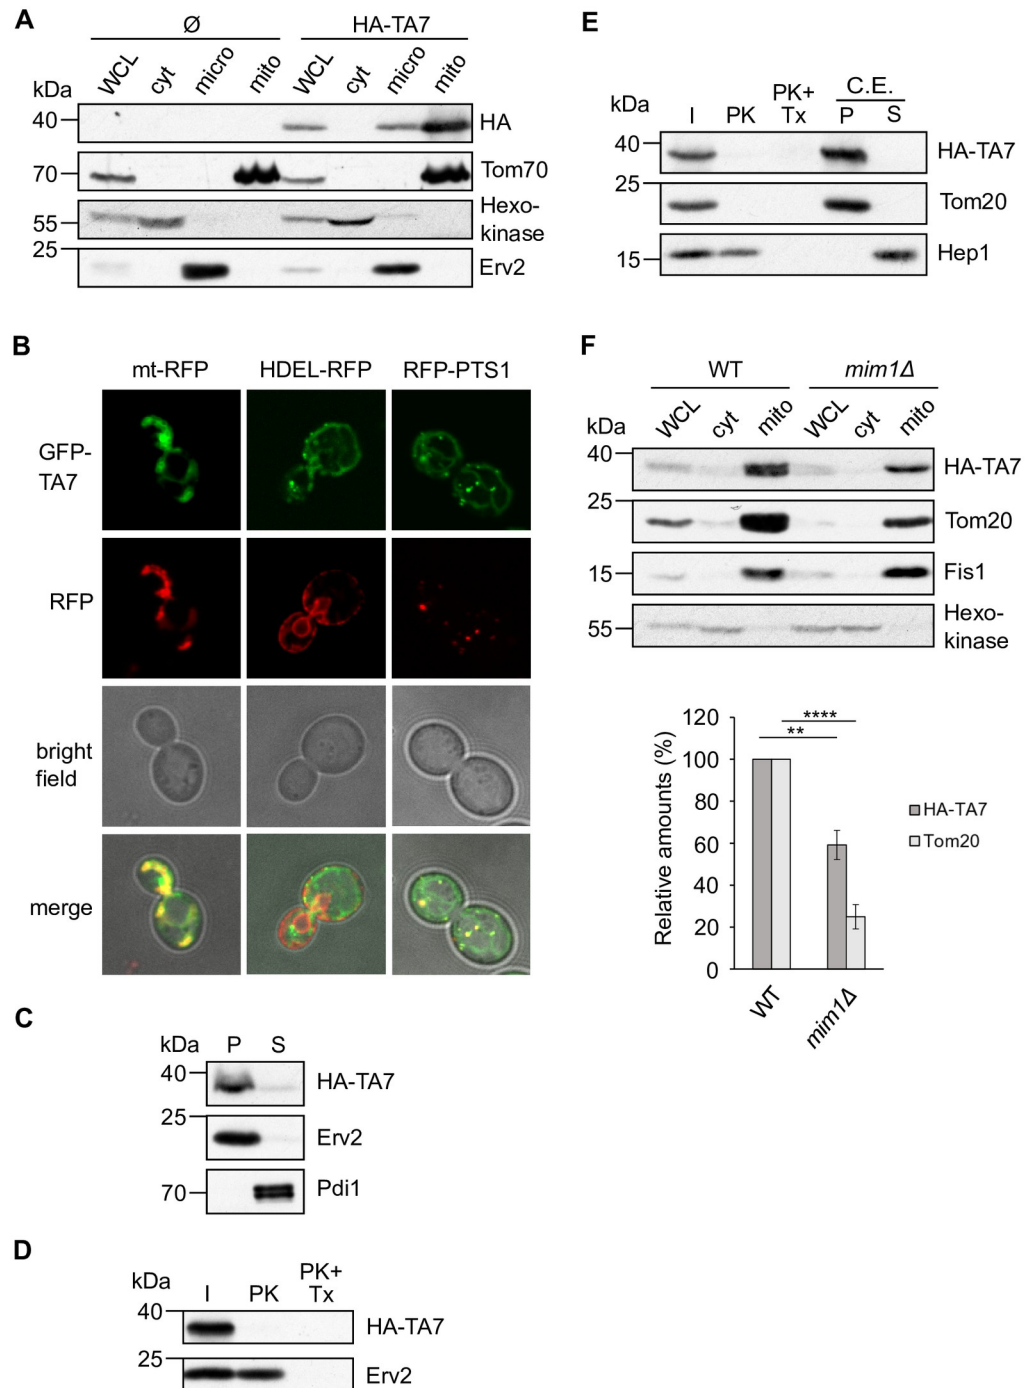 A
Ø HA-TA7
WCL cyt micro mito WCL cyt micro mito
kDa
40 HA
70 Tom70
55 Hexo-
kinase
25 Erv2
B
mt-RFP HDEL-RFP RFP-PTS1
GFP-
TA7
RFP
bright
field
merge
C
kDa P S
40 HA-TA7
25 Erv2
70 Pdi1
D
kDa I PK PK+
Tx
40 HA-TA7
25 Erv2
E
kDa I PK PK+
Tx C.E.
P S
40 HA-TA7
25 Tom20
15 Hep1
F
WT mim1Δ
WCL cyt mito WCL cyt mito
kDa
40 HA-TA7
25 Tom20
15 Fis1
55 Hexo-
kinase
Relative amounts (%)
120
100
80
60
40
20
0
****
**
HA-TA7
Tom20
WT mim1Δ